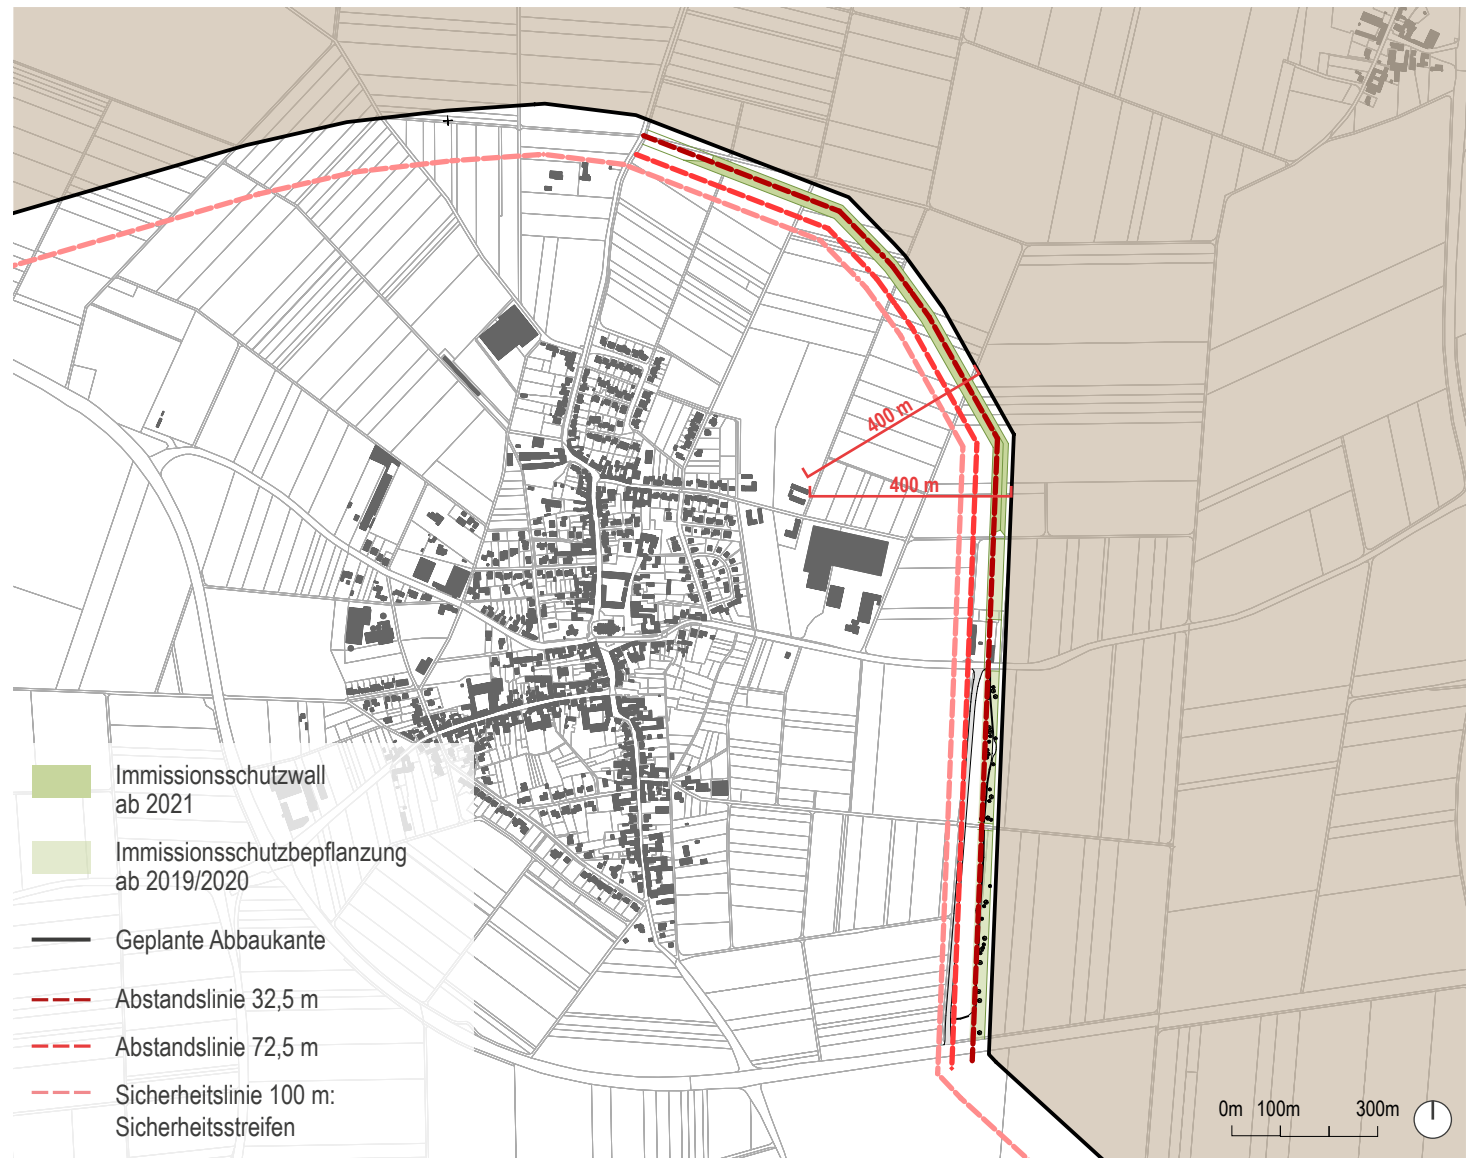 400 m
400 m
Immissionsschutzwall
ab 2021
Immissionsschutzbepflanzung
ab 2019/2020
Geplante Abbaukante
Abstandslinie 32,5 m
Abstandslinie 72,5 m
Sicherheitslinie 100 m:
Sicherheitsstreifen
0m 100m 300m